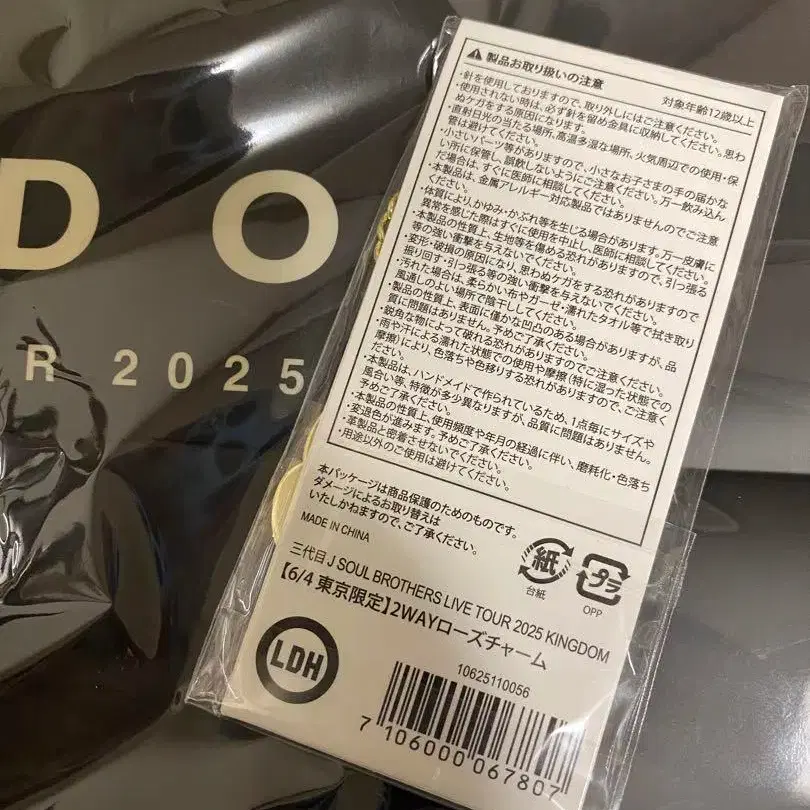 D O
R 2025
⚠ 製品お取り扱いの注意
対象年齢12歳以上
・針を使用しておりますので、取り外しにはご注意ください。
・使用されない時は、必ず針を留め金具に収納してください。思わ
ぬケガをする原因になります。
・直射日光の当たる場所、高温多湿な場所、火気周辺での使用・保
管は避けてください。
・小さいパーツ等がありますので、小さなお子さまの手の届かな
い所に保管し、誤飲しないようにご注意ください。万一飲み込ん
だ場合は、すぐに医師に相談してください。
・本製品は、金属アレルギー対応製品ではありませんのでご注意
ください。
・体質により、かゆみ・かぶれ等を生じる場合があります。万一皮膚に
異常を感じた際はすぐに使用を中止し、医師に相談してください。
・本製品の性質上、生地等を傷める恐れがありますので、引っ張る
等の強い衝撃を与えないでください。
・変形・破損の原因になり、思わぬケガをする恐れがありますので
振り回す・引っ張る等の強い衝撃を与えないでください。
・汚れた場合は、柔らかい布やガーゼ・濡れたタオル等で拭き取り
風通しのよい場所で陰干ししてください。
・製品の性質上、表面に僅かな凹凸のある場合がありますが、品
質に問題はありません。予めご了承ください。
・鋭角な物によって破れる恐れがありますのでご注意ください。
・雨や汗による濡れた状態での使用や摩擦(特に湿った状態での
摩擦)により、色落ちや色移りする恐れがありますので、ご注意く
ださい。
・本製品は、ハンドメイドで作られているため、1点毎にサイズや
風合い等、特徴が多少異なりますが、品質に問題はありません。
予めご了承ください。
・本製品の性質上、使用頻度や年月の経過に伴い、磨耗化・色落ち
・変退色が進みます。予めご了承ください。
・革製品と密着させないでください。
・用途以外のご使用は避けてください。
本パッケージは商品保護のためのものです。
ダメージによるお取り替えは
いたしかねますので、ご了承ください。
MADE IN CHINA
紙
台紙
プラ
OPP
三代目 J SOUL BROTHERS LIVE TOUR 2025 KINGDOM
【6/4 東京限定】2WAYローズチャーム
LDH
10625110056
7 106000 067807